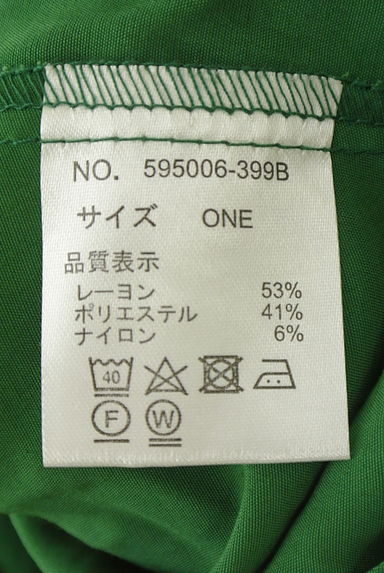 NO. 595006-399B
サイズ ONE
品質表示
レーヨン 53%
ポリエステル 41%
ナイロン 6%
40
F W